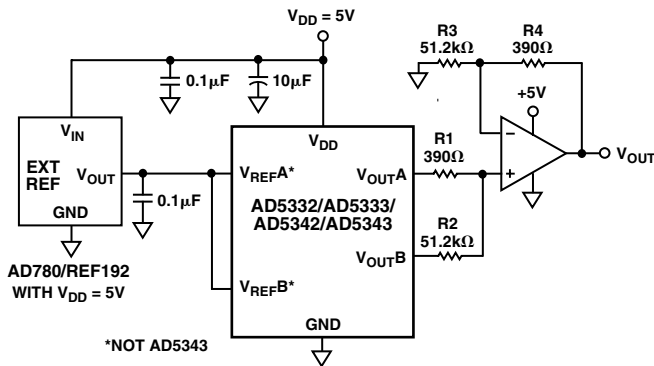 V_DD = 5V
R3
51.2kΩ
R4
390Ω
0.1μF
10μF
+5V
V_IN
EXT
REF
V_OUT
GND
0.1μF
V_DD
V_REF A*
V_OUT A
AD5332/AD5333/
AD5342/AD5343
V_REF B*
V_OUT B
GND
R1
390Ω
R2
51.2kΩ
−
+
V_OUT
AD780/REF192
WITH V_DD = 5V
*NOT AD5343